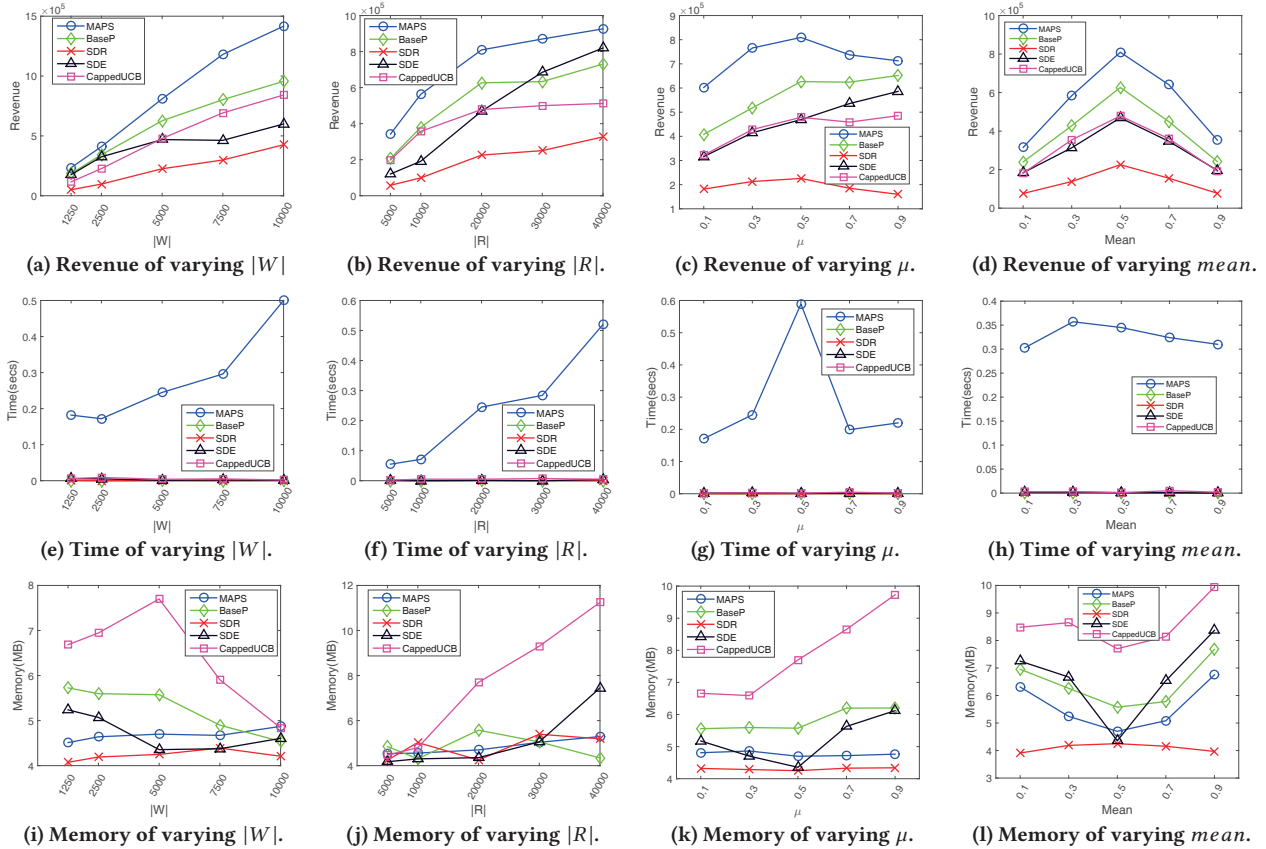 ×10^5
15
10
5
0
Revenue
MAPS
BaseP
SDR
SDE
CappedUCB
1250
2500
5000
7500
10000
|W|
(a) Revenue of varying |W|
×10^5
10
8
6
4
2
0
Revenue
MAPS
BaseP
SDR
SDE
CappedUCB
5000
10000
20000
30000
40000
|R|
(b) Revenue of varying |R|.
×10^5
9
8
7
6
5
4
3
2
1
Revenue
MAPS
BaseP
SDR
SDE
CappedUCB
0.1
0.3
0.5
0.7
0.9
μ
(c) Revenue of varying μ.
×10^5
10
8
6
4
2
0
Revenue
MAPS
BaseP
SDR
SDE
CappedUCB
0.1
0.3
0.5
0.7
0.9
Mean
(d) Revenue of varying mean.
0.5
0.4
0.3
0.2
0.1
0
Time(secs)
MAPS
BaseP
SDR
SDE
CappedUCB
1250
2500
5000
7500
10000
|W|
(e) Time of varying |W|.
0.6
0.5
0.4
0.3
0.2
0.1
0
Time(secs)
MAPS
BaseP
SDR
SDE
CappedUCB
5000
10000
20000
30000
40000
|R|
(f) Time of varying |R|.
0.6
0.5
0.4
0.3
0.2
0.1
0
Time(secs)
MAPS
BaseP
SDR
SDE
CappedUCB
0.1
0.3
0.5
0.7
0.9
μ
(g) Time of varying μ.
0.4
0.35
0.3
0.25
0.2
0.15
0.1
0.05
0
Time(secs)
MAPS
BaseP
SDR
SDE
CappedUCB
0.1
0.3
0.5
0.7
0.9
Mean
(h) Time of varying mean.
8
7
6
5
4
Memory(MB)
MAPS
BaseP
SDR
SDE
CappedUCB
1250
2500
5000
7500
10000
|W|
(i) Memory of varying |W|.
12
10
8
6
4
Memory(MB)
MAPS
BaseP
SDR
SDE
CappedUCB
5000
10000
20000
30000
40000
|R|
(j) Memory of varying |R|.
10
9
8
7
6
5
4
Memory(MB)
MAPS
BaseP
SDR
SDE
CappedUCB
0.1
0.3
0.5
0.7
0.9
μ
(k) Memory of varying μ.
10
9
8
7
6
5
4
3
Memory(MB)
MAPS
BaseP
SDR
SDE
CappedUCB
0.1
0.3
0.5
0.7
0.9
Mean
(l) Memory of varying mean.